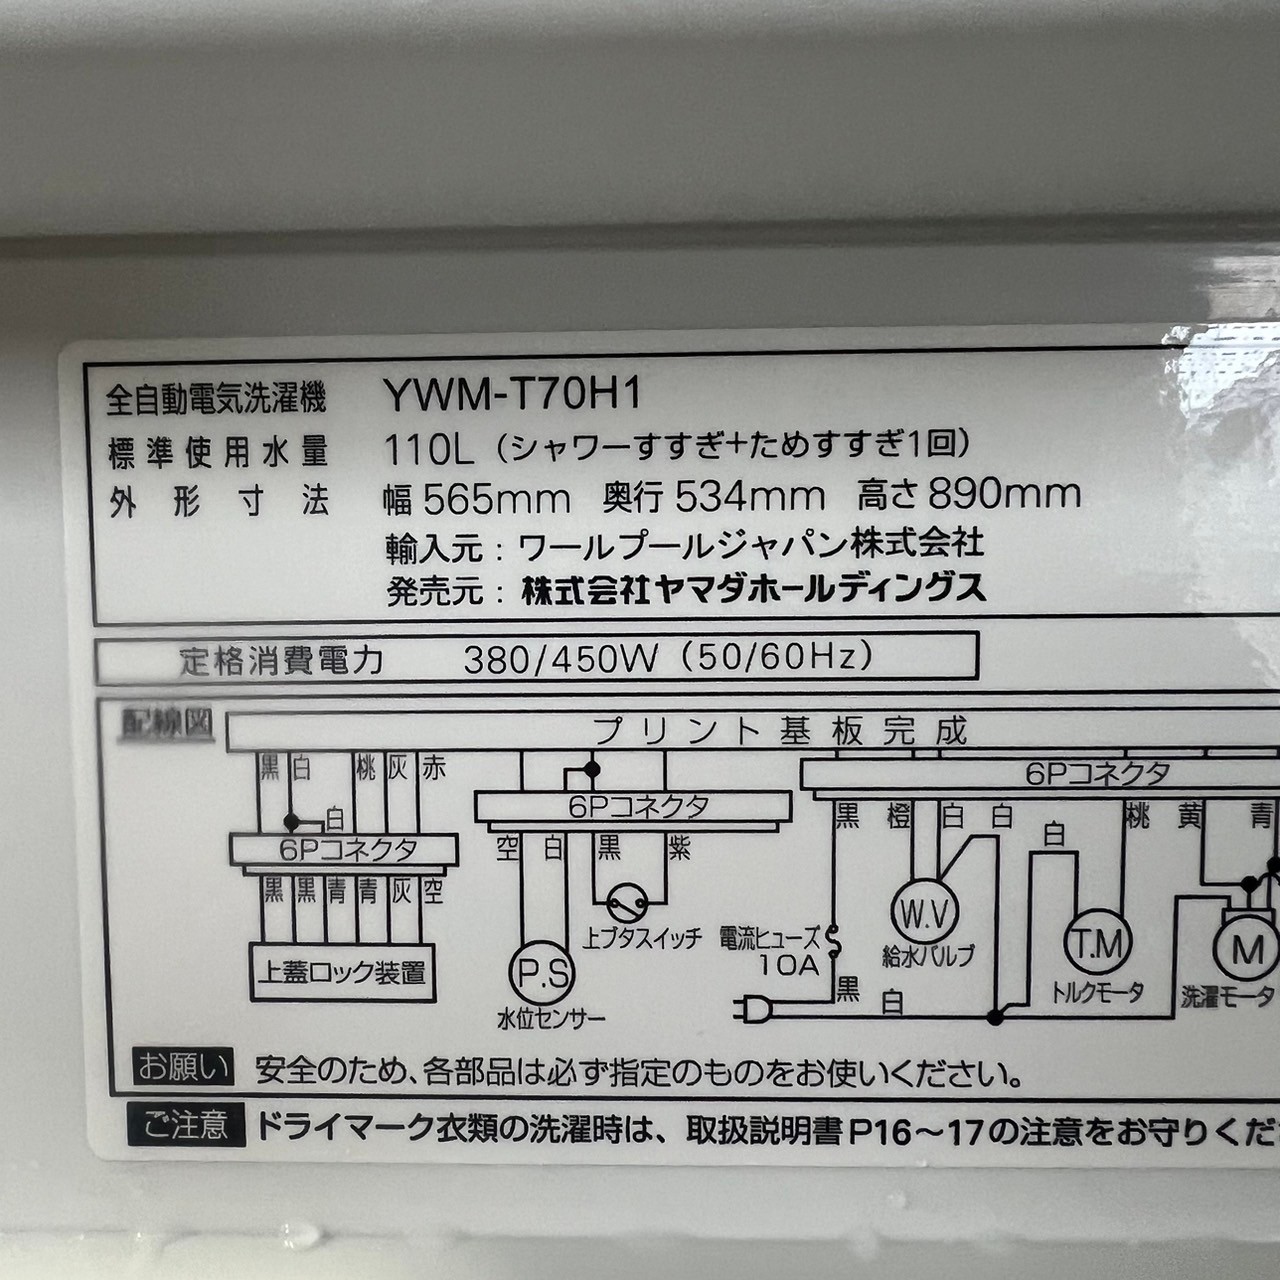 全自動電気洗濯機 YWM-T70H1
標準使用水量 110L（シャワーすすぎ+ためすすぎ1回）
外形寸法 幅565mm 奥行534mm 高さ890mm
輸入元：ワールプールジャパン株式会社
発売元：株式会社ヤマダホールディングス
定格消費電力 380/450W（50/60Hz）
配線図 プリント基板完成
黒 白 桃 灰 赤
白
6Pコネクタ
黒 黒 青 青 灰 空
上蓋ロック装置
6Pコネクタ
空 白 黒 紫
上ブタスイッチ
P.S
水位センサー
6Pコネクタ
黒 橙 白 白 白 桃 黄 青
電流ヒューズ
10A
黒 白
W.V
給水バルブ
T.M
トルクモータ
M
洗濯モータ
お願い 安全のため、各部品は必ず指定のものをお使いください。
ご注意 ドライマーク衣類の洗濯時は、取扱説明書P16〜17の注意をお守りくだ